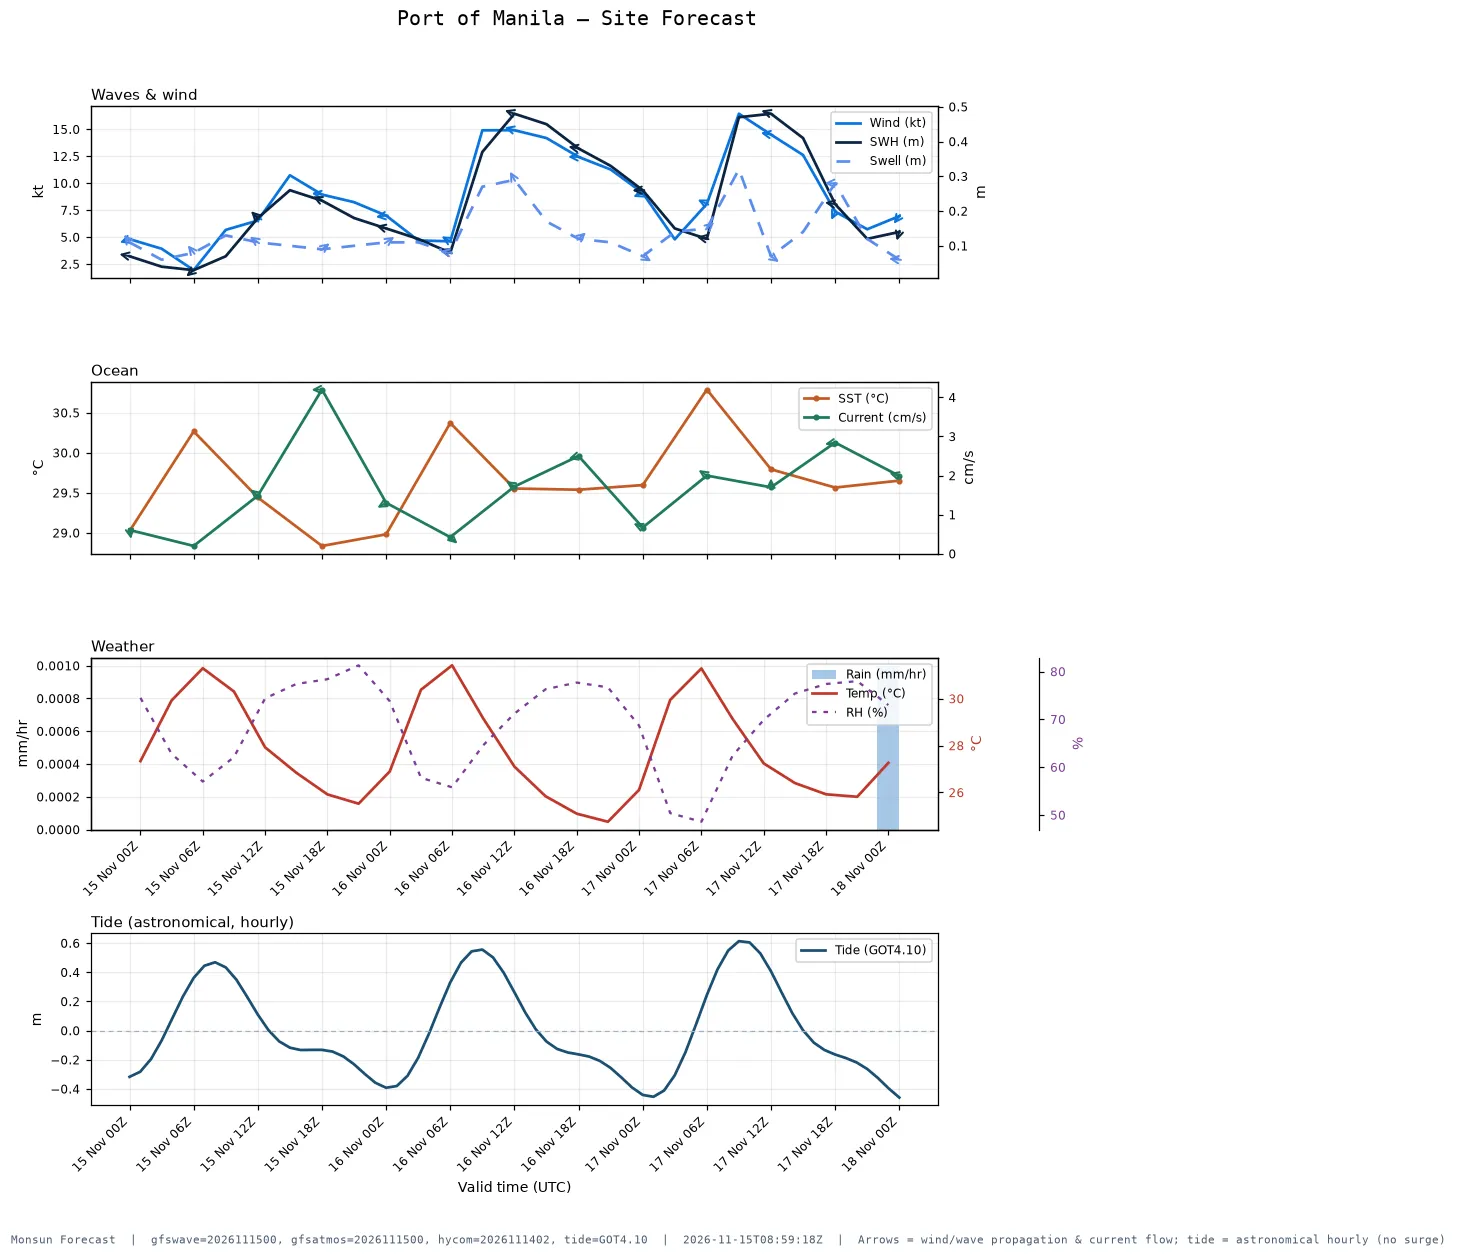 Port of Manila — Site Forecast
Waves & wind
kt
15.0
12.5
10.0
7.5
5.0
2.5
0.5
0.4
0.3
0.2
0.1
m
Wind (kt)
SWH (m)
Swell (m)
Ocean
°C
30.5
30.0
29.5
29.0
4
3
2
1
0
cm/s
SST (°C)
Current (cm/s)
Weather
mm/hr
0.0010
0.0008
0.0006
0.0004
0.0002
0.0000
Rain (mm/hr)
Temp (°C)
RH (%)
30
28
26
°C
80
70
60
50
%
15 Nov 00Z
15 Nov 06Z
15 Nov 12Z
15 Nov 18Z
16 Nov 00Z
16 Nov 06Z
16 Nov 12Z
16 Nov 18Z
17 Nov 00Z
17 Nov 06Z
17 Nov 12Z
17 Nov 18Z
18 Nov 00Z
Tide (astronomical, hourly)
m
0.6
0.4
0.2
0.0
−0.2
−0.4
Tide (GOT4.10)
15 Nov 00Z
15 Nov 06Z
15 Nov 12Z
15 Nov 18Z
16 Nov 00Z
16 Nov 06Z
16 Nov 12Z
16 Nov 18Z
17 Nov 00Z
17 Nov 06Z
17 Nov 12Z
17 Nov 18Z
18 Nov 00Z
Valid time (UTC)
Monsun Forecast | gfswave=2026111500, gfsatmos=2026111500, hycom=2026111402, tide=GOT4.10 | 2026-11-15T08:59:18Z | Arrows = wind/wave propagation & current flow; tide = astronomical hourly (no surge)